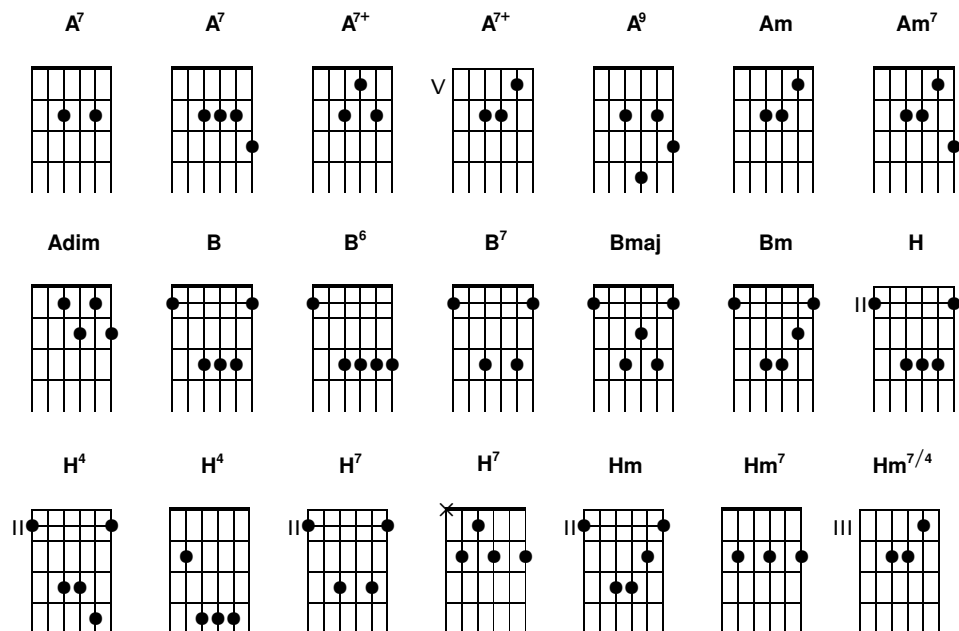 A7 A7 A7+ A7+ A9 Am Am7
V
Adim B B6 B7 Bmaj Bm H
II
H4 H4 H7 H7 Hm Hm7 Hm7/4
II II × II III